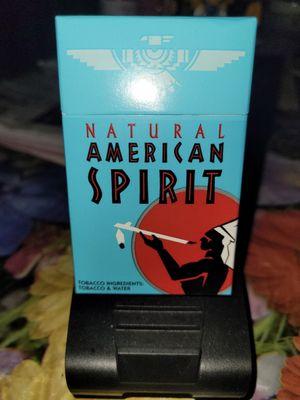 NATURAL
AMERICAN
SPIRIT
TOBACCO INGREDIENTS:
TOBACCO & WATER